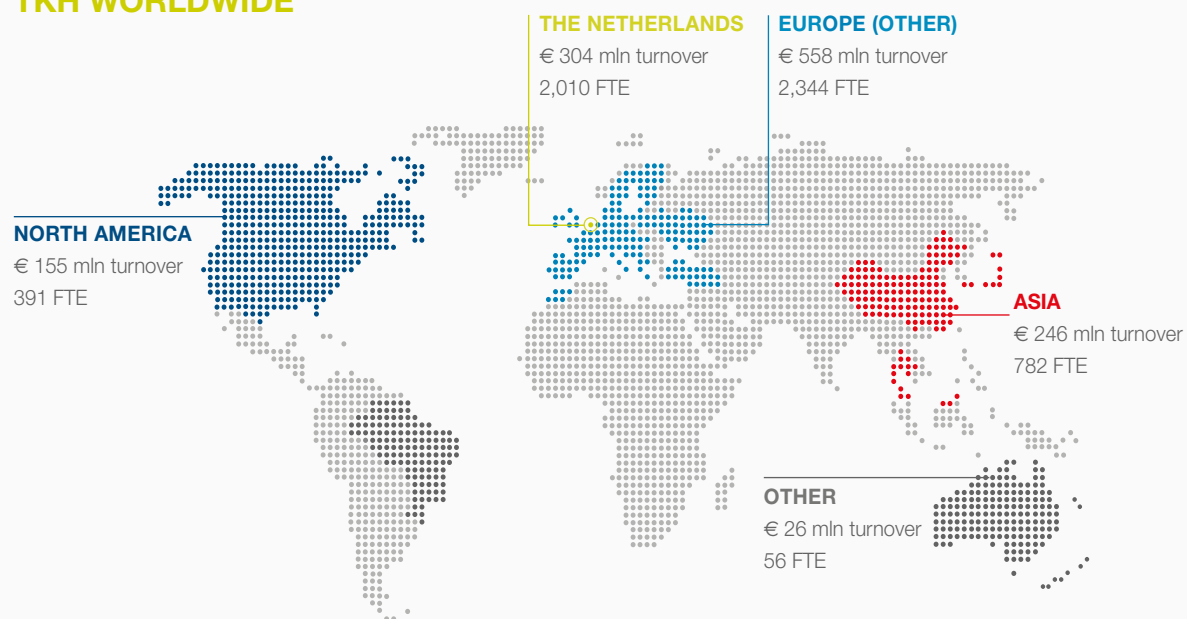 TKH WORLDWIDE
THE NETHERLANDS
€ 304 mln turnover
2,010 FTE
EUROPE (OTHER)
€ 558 mln turnover
2,344 FTE
NORTH AMERICA
€ 155 mln turnover
391 FTE
ASIA
€ 246 mln turnover
782 FTE
OTHER
€ 26 mln turnover
56 FTE